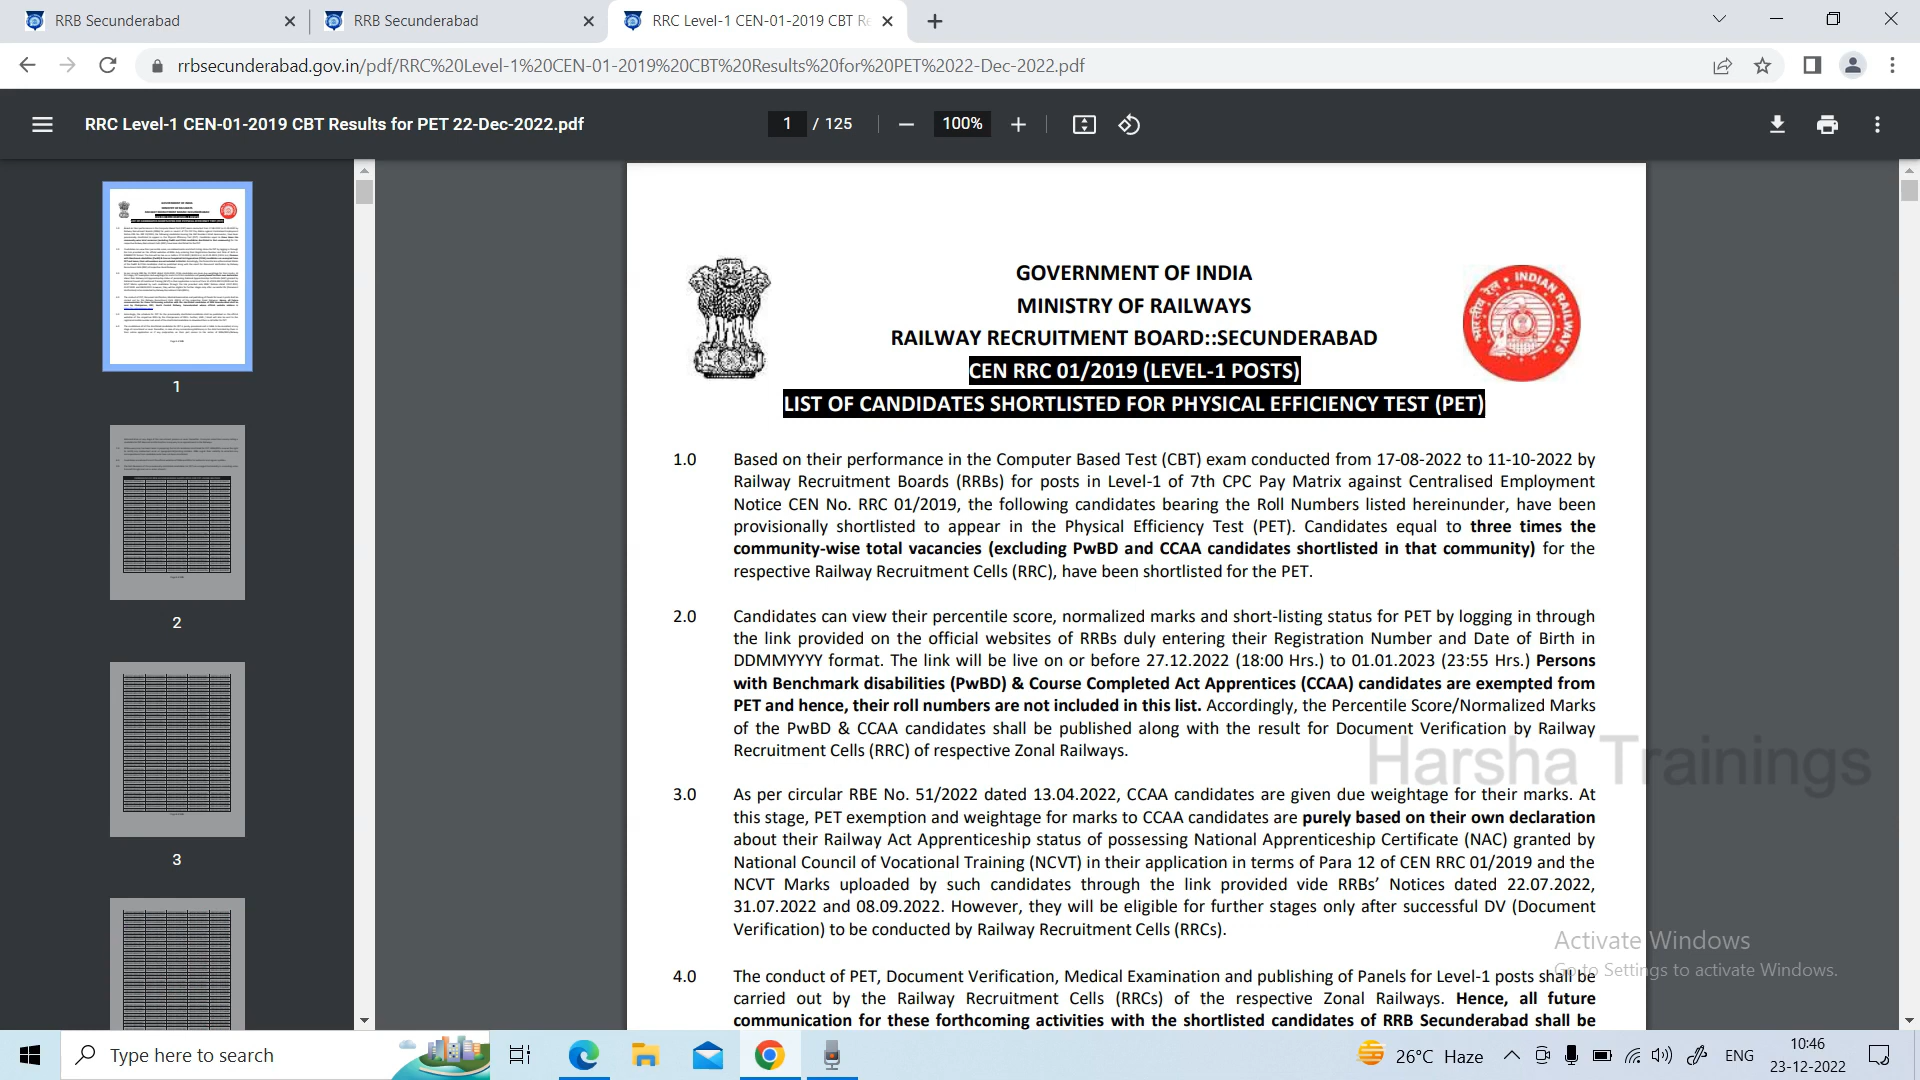 RRB Secunderabad
RRB Secunderabad
RRC Level-1 CEN-01-2019 CBT Re
rrbsecunderabad.gov.in/pdf/RRC%20Level-1%20CEN-01-2019%20CBT%20Results%20for%20PET%2022-Dec-2022.pdf
RRC Level-1 CEN-01-2019 CBT Results for PET 22-Dec-2022.pdf
1 / 125
100%
1
2
3
GOVERNMENT OF INDIA
MINISTRY OF RAILWAYS
RAILWAY RECRUITMENT BOARD::SECUNDERABAD
CEN RRC 01/2019 (LEVEL-1 POSTS)
LIST OF CANDIDATES SHORTLISTED FOR PHYSICAL EFFICIENCY TEST (PET)
INDIAN RAILWAYS
भारतीय रेल
1.0 Based on their performance in the Computer Based Test (CBT) exam conducted from 17-08-2022 to 11-10-2022 by
Railway Recruitment Boards (RRBs) for posts in Level-1 of 7th CPC Pay Matrix against Centralised Employment
Notice CEN No. RRC 01/2019, the following candidates bearing the Roll Numbers listed hereinunder, have been
provisionally shortlisted to appear in the Physical Efficiency Test (PET). Candidates equal to three times the
community-wise total vacancies (excluding PwBD and CCAA candidates shortlisted in that community) for the
respective Railway Recruitment Cells (RRC), have been shortlisted for the PET.
2.0 Candidates can view their percentile score, normalized marks and short-listing status for PET by logging in through
the link provided on the official websites of RRBs duly entering their Registration Number and Date of Birth in
DDMMYYYY format. The link will be live on or before 27.12.2022 (18:00 Hrs.) to 01.01.2023 (23:55 Hrs.) Persons
with Benchmark disabilities (PwBD) & Course Completed Act Apprentices (CCAA) candidates are exempted from
PET and hence, their roll numbers are not included in this list. Accordingly, the Percentile Score/Normalized Marks
of the PwBD & CCAA candidates shall be published along with the result for Document Verification by Railway
Recruitment Cells (RRC) of respective Zonal Railways.
Harsha Trainings
3.0 As per circular RBE No. 51/2022 dated 13.04.2022, CCAA candidates are given due weightage for their marks. At
this stage, PET exemption and weightage for marks to CCAA candidates are purely based on their own declaration
about their Railway Act Apprenticeship status of possessing National Apprenticeship Certificate (NAC) granted by
National Council of Vocational Training (NCVT) in their application in terms of Para 12 of CEN RRC 01/2019 and the
NCVT Marks uploaded by such candidates through the link provided vide RRBs' Notices dated 22.07.2022,
31.07.2022 and 08.09.2022. However, they will be eligible for further stages only after successful DV (Document
Verification) to be conducted by Railway Recruitment Cells (RRCs).
Activate Windows
Go to Settings to activate Windows.
4.0 The conduct of PET, Document Verification, Medical Examination and publishing of Panels for Level-1 posts shall be
carried out by the Railway Recruitment Cells (RRCs) of the respective Zonal Railways. Hence, all future
communication for these forthcoming activities with the shortlisted candidates of RRB Secunderabad shall be
Type here to search
26°C Haze
ENG
10:46
23-12-2022